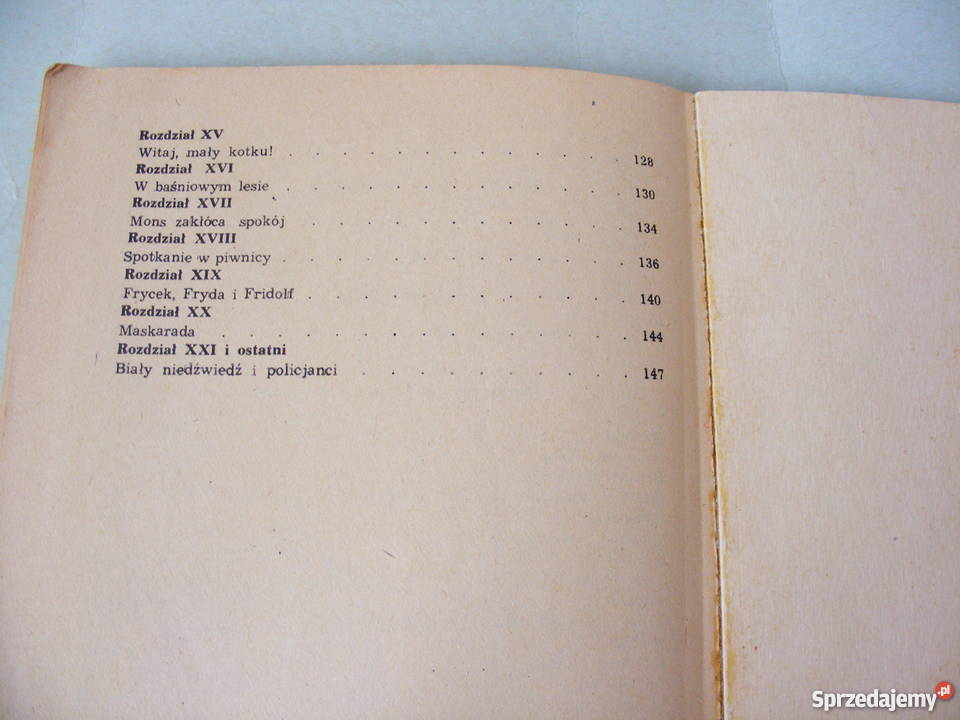 Rozdział XV
Witaj, mały kotku! . . . . . . . . . . . . . 128
Rozdział XVI
W baśniowym lesie . . . . . . . . . . . . . 130
Rozdział XVII
Mons zakłóca spokój . . . . . . . . . . . . 134
Rozdział XVIII
Spotkanie w piwnicy . . . . . . . . . . . . . 136
Rozdział XIX
Frycek, Fryda i Fridolf . . . . . . . . . . . . 140
Rozdział XX
Maskarada . . . . . . . . . . . . . . . 144
Rozdział XXI i ostatni
Biały niedźwiedź i policjanci . . . . . . . . . . 147
Sprzedajemy.pl